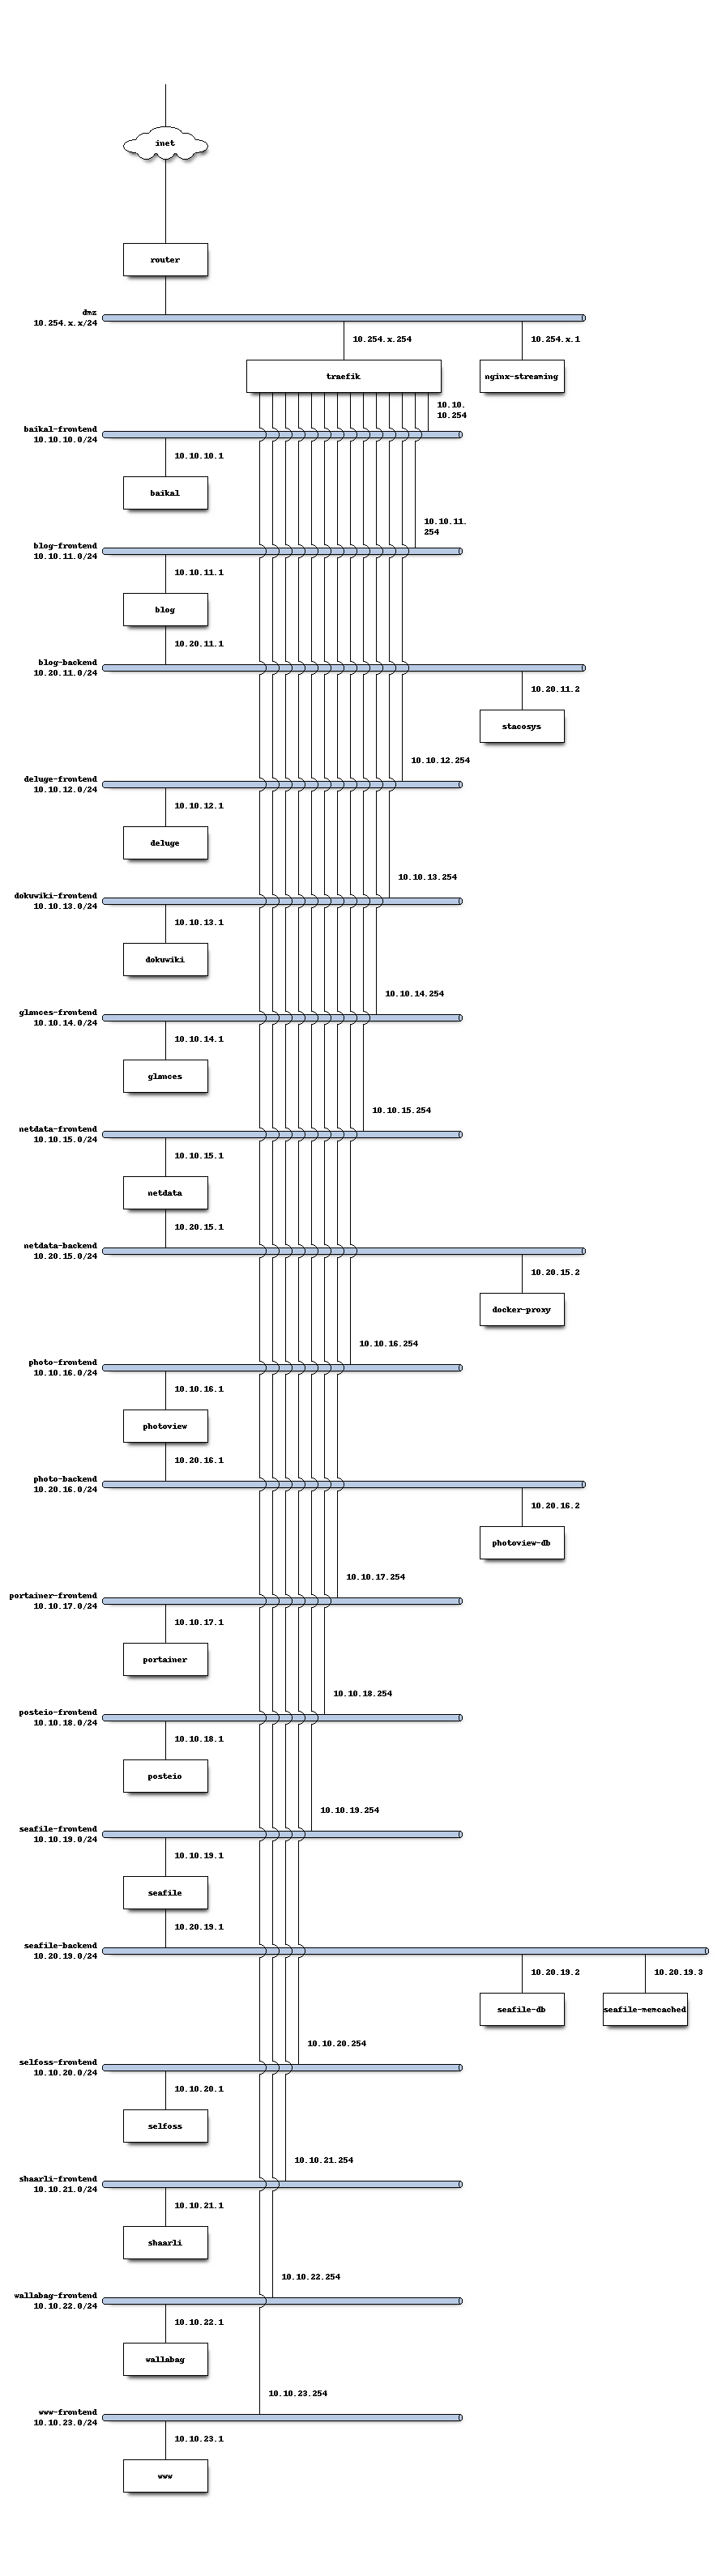 inet
router
dmz
10.254.x.x/24
10.254.x.254
10.254.x.1
traefik
nginx-streaming
10.10.
10.254
baikal-frontend
10.10.10.0/24
10.10.10.1
baikal
10.10.11.
254
blog-frontend
10.10.11.0/24
10.10.11.1
blog
10.20.11.1
blog-backend
10.20.11.0/24
10.20.11.2
stacosys
10.10.12.254
deluge-frontend
10.10.12.0/24
10.10.12.1
deluge
10.10.13.254
dokuwiki-frontend
10.10.13.0/24
10.10.13.1
dokuwiki
10.10.14.254
glances-frontend
10.10.14.0/24
10.10.14.1
glances
10.10.15.254
netdata-frontend
10.10.15.0/24
10.10.15.1
netdata
10.20.15.1
netdata-backend
10.20.15.0/24
10.20.15.2
docker-proxy
10.10.16.254
photo-frontend
10.10.16.0/24
10.10.16.1
photoview
10.20.16.1
photo-backend
10.20.16.0/24
10.20.16.2
photoview-db
10.10.17.254
portainer-frontend
10.10.17.0/24
10.10.17.1
portainer
10.10.18.254
posteio-frontend
10.10.18.0/24
10.10.18.1
posteio
10.10.19.254
seafile-frontend
10.10.19.0/24
10.10.19.1
seafile
10.20.19.1
seafile-backend
10.20.19.0/24
10.20.19.2
10.20.19.3
seafile-db
seafile-memcached
10.10.20.254
selfoss-frontend
10.10.20.0/24
10.10.20.1
selfoss
10.10.21.254
shaarli-frontend
10.10.21.0/24
10.10.21.1
shaarli
10.10.22.254
wallabag-frontend
10.10.22.0/24
10.10.22.1
wallabag
10.10.23.254
www-frontend
10.10.23.0/24
10.10.23.1
www